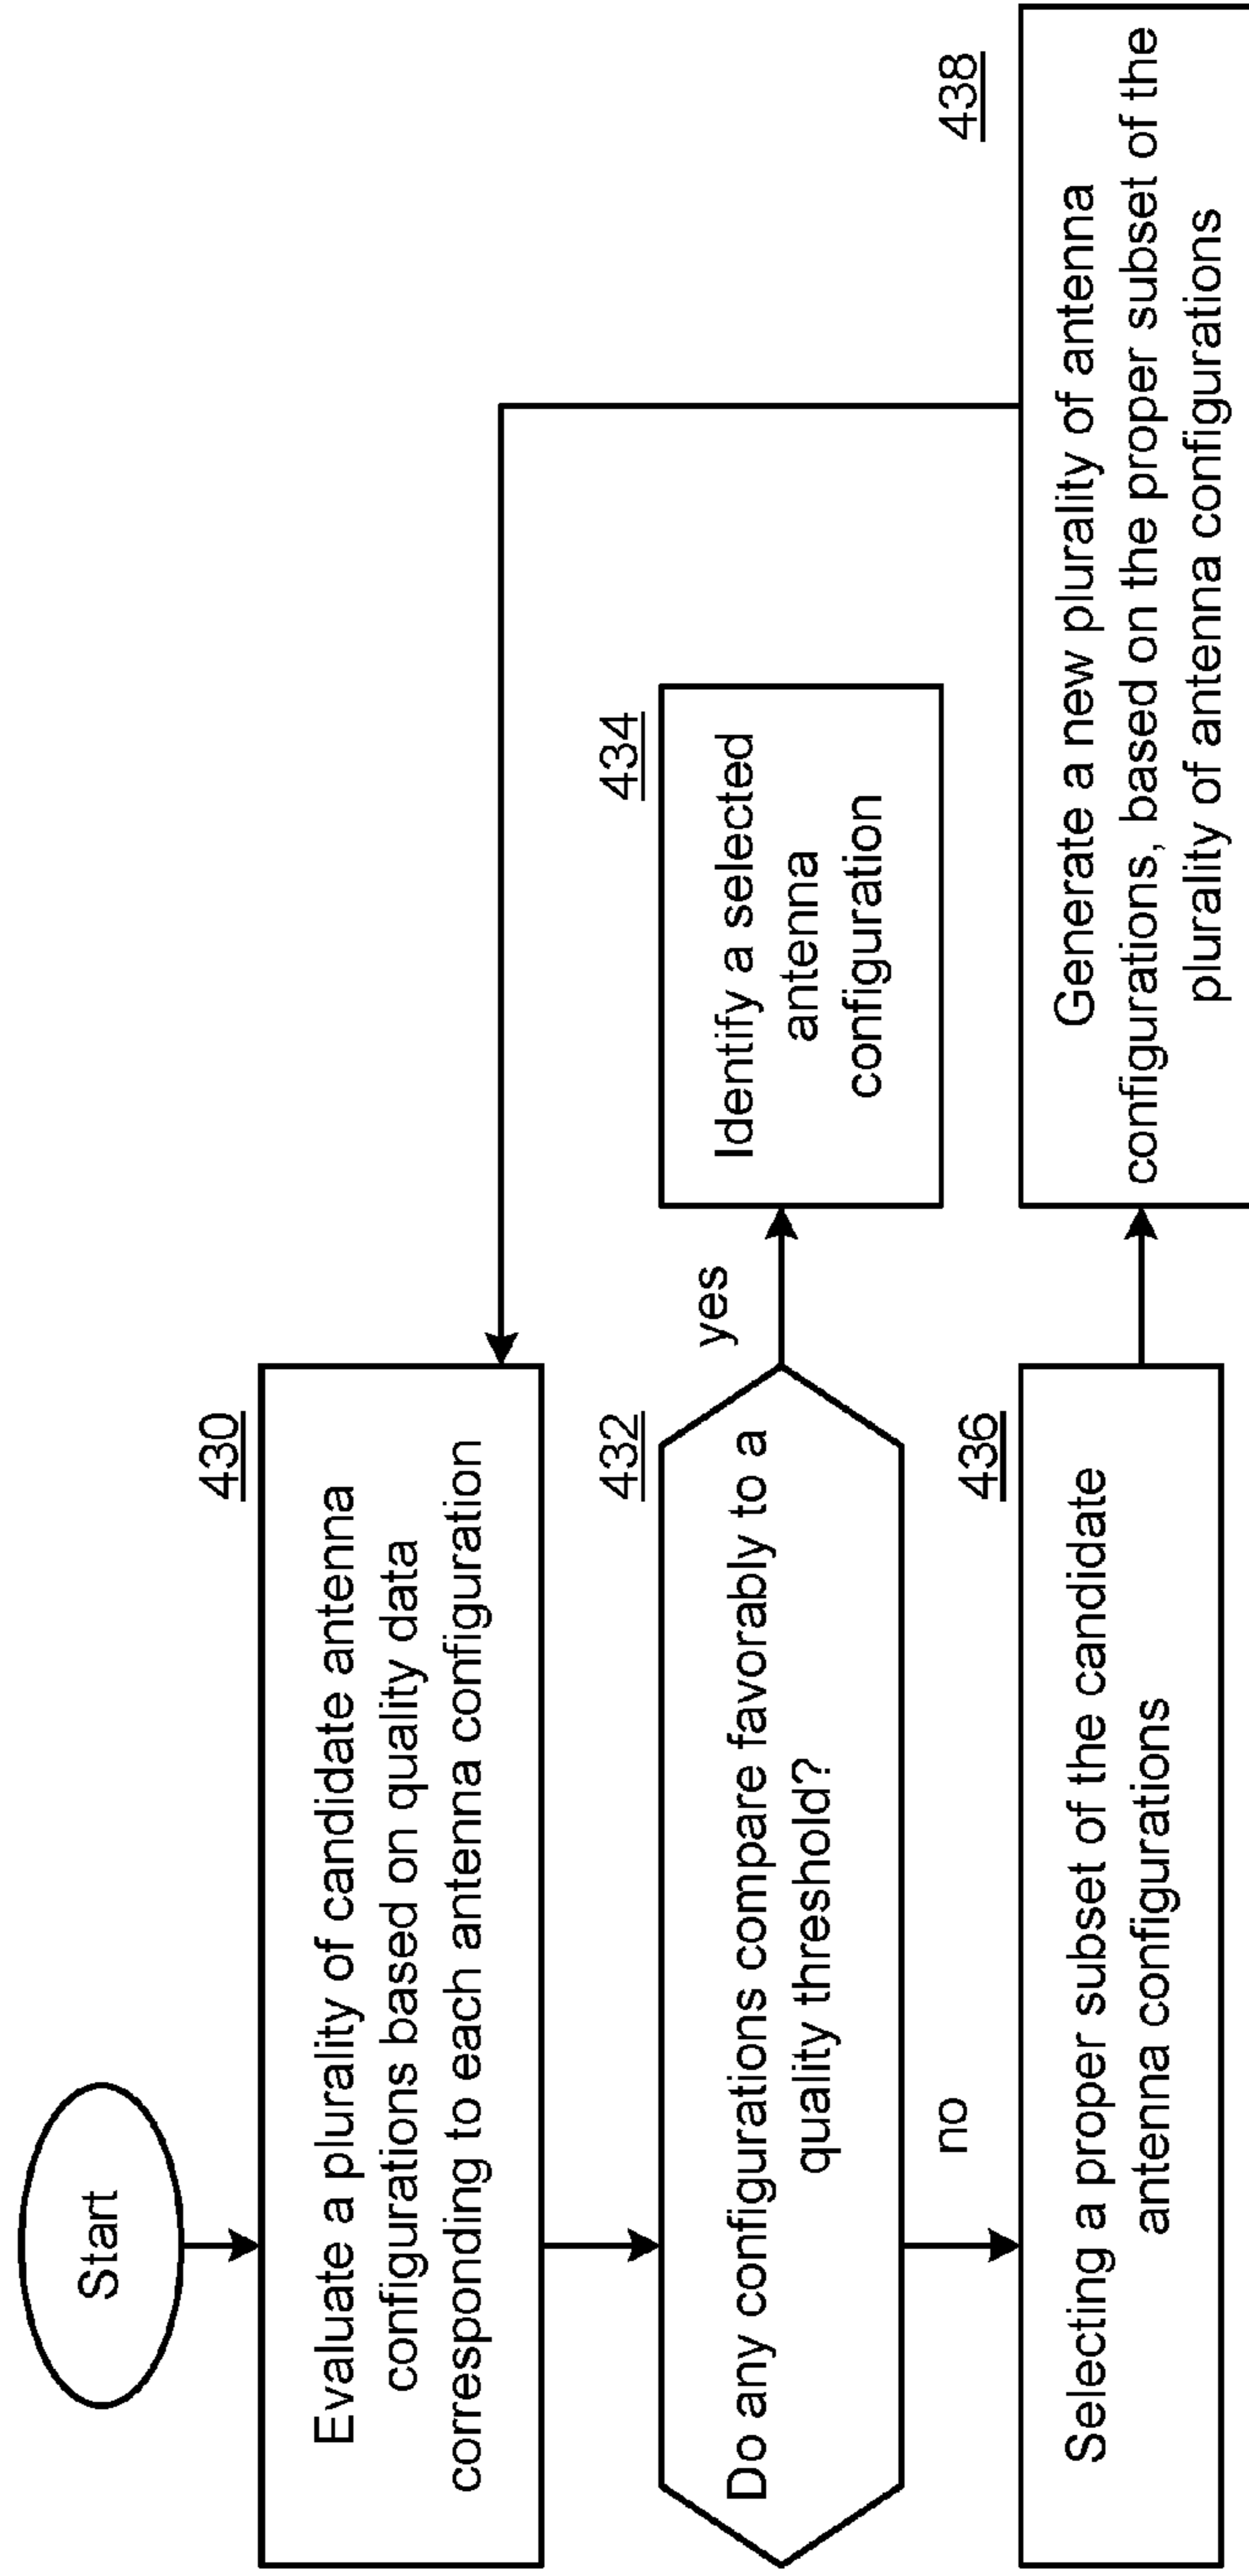 Start
430
Evaluate a plurality of candidate antenna
configurations based on quality data
corresponding to each antenna configuration
432
Do any configurations compare favorably to a
quality threshold?
yes
434
Identify a selected
antenna
configuration
no
436
Selecting a proper subset of the candidate
antenna configurations
438
Generate a new plurality of antenna
configurations, based on the proper subset of the
plurality of antenna configurations